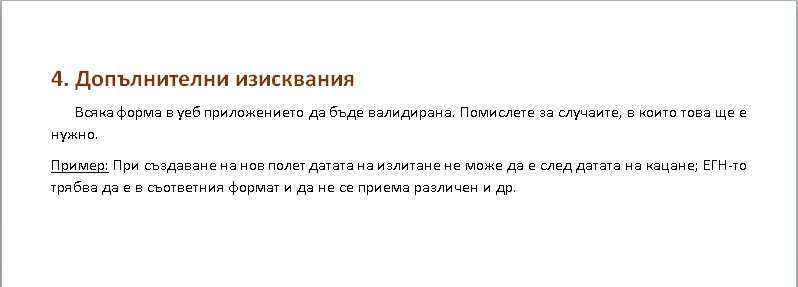 4. Допълнителни изисквания
Всяка форма в уеб приложението да бъде валидирана. Помислете за случаите, в които това ще е
нужно.
Пример: При създаване на нов полет датата на излитане не може да е след датата на кацане; ЕГН-то
трябва да е в съответния формат и да не се приема различен и др.